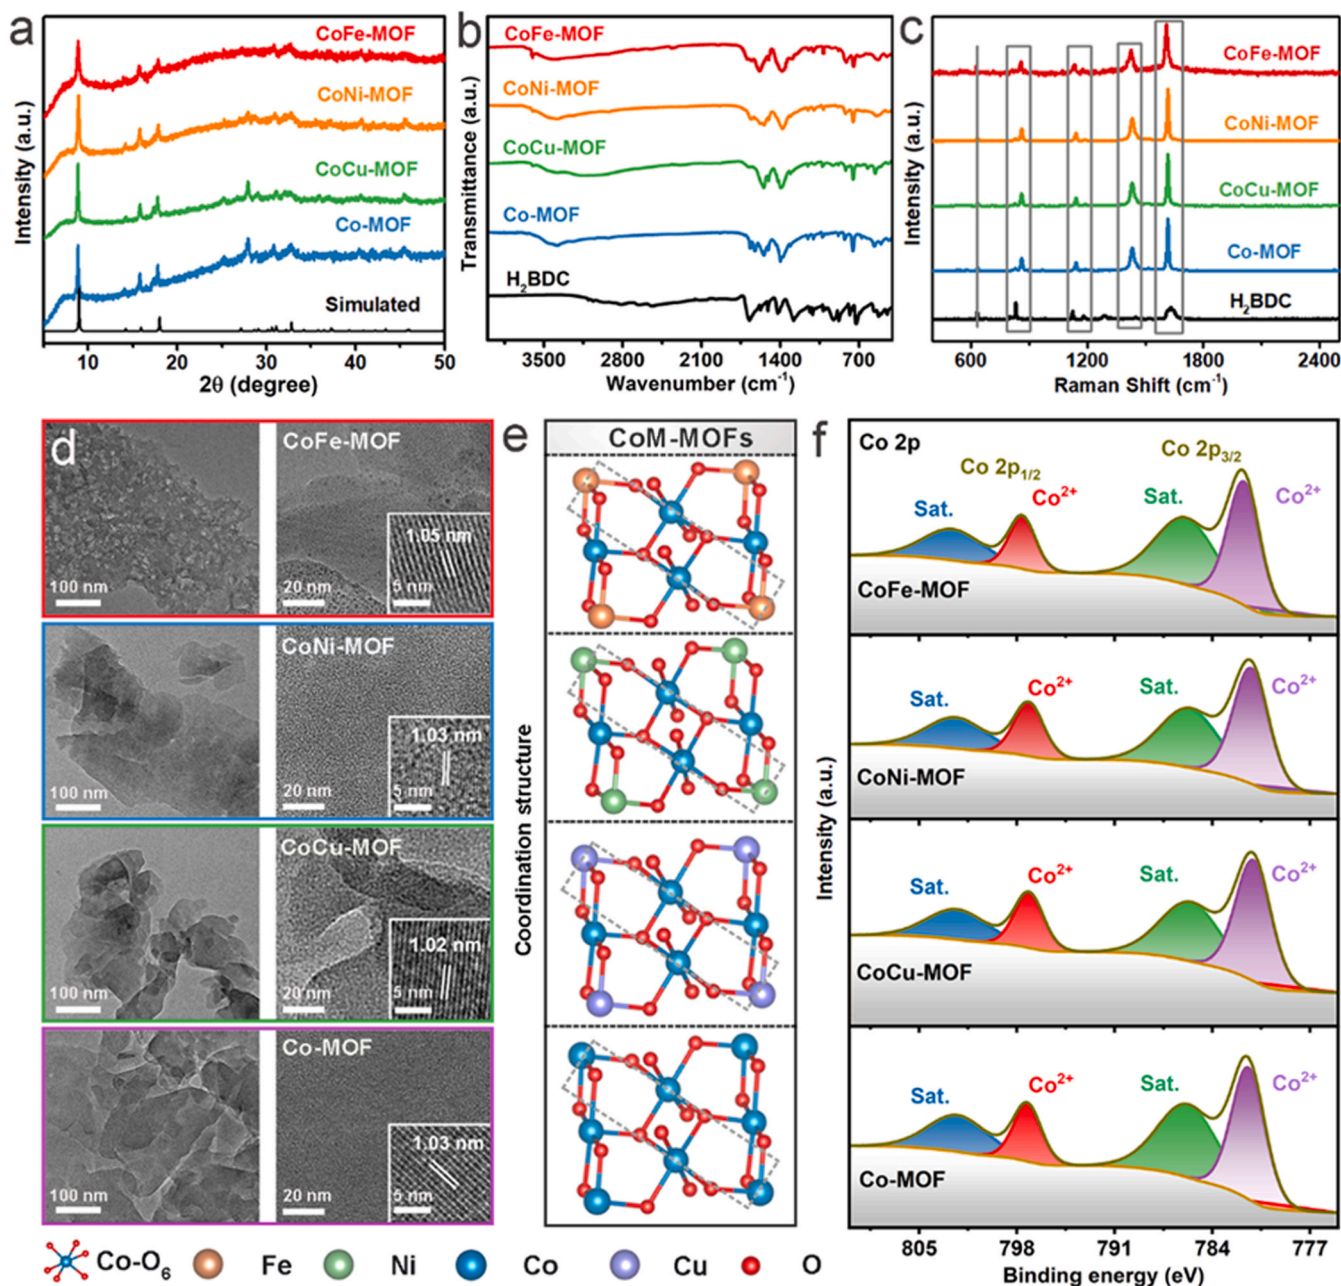 a
CoFe-MOF
CoNi-MOF
CoCu-MOF
Co-MOF
Simulated
Intensity (a.u.)
10 20 30 40 50
2θ (degree)
b
CoFe-MOF
CoNi-MOF
CoCu-MOF
Co-MOF
H₂BDC
Transmittance (a.u.)
3500 2800 2100 1400 700
Wavenumber (cm⁻¹)
c
CoFe-MOF
CoNi-MOF
CoCu-MOF
Co-MOF
H₂BDC
Intensity (a.u.)
600 1200 1800 2400
Raman Shift (cm⁻¹)
d
CoFe-MOF
1.05 nm
100 nm 20 nm 5 nm
CoNi-MOF
1.03 nm
100 nm 20 nm 5 nm
CoCu-MOF
1.02 nm
100 nm 20 nm 5 nm
Co-MOF
1.03 nm
100 nm 20 nm 5 nm
e
CoM-MOFs
Coordination structure
Co-O₆ Fe Ni Co Cu O
f
Co 2p
Co 2p₁/₂
Co 2p₃/₂
Sat. Co²⁺ Sat. Co²⁺
CoFe-MOF
Sat. Co²⁺ Sat. Co²⁺
CoNi-MOF
Sat. Co²⁺ Sat. Co²⁺
CoCu-MOF
Sat. Co²⁺ Sat. Co²⁺
Co-MOF
Intensity (a.u.)
805 798 791 784 777
Binding energy (eV)